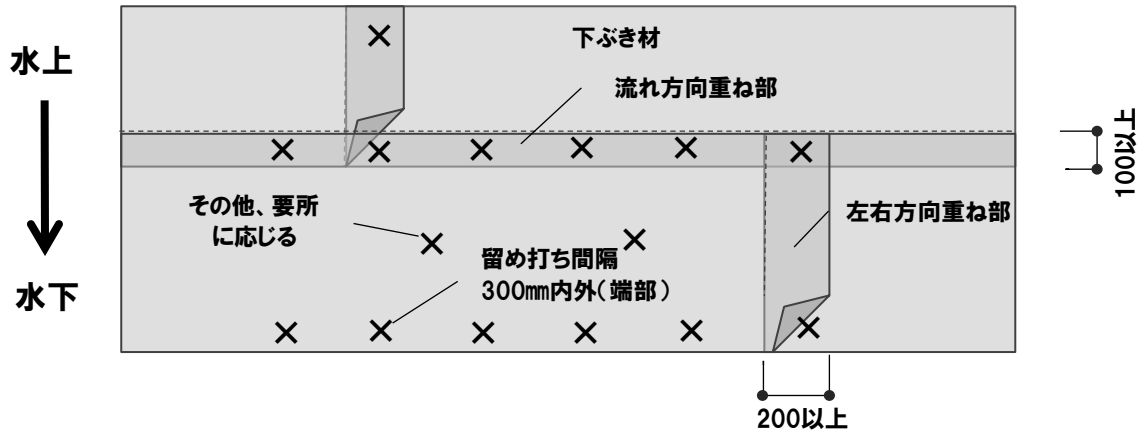 水上
下ぶき材
流れ方向重ね部
100以上
その他、要所
に応じる
左右方向重ね部
留め打ち間隔
300mm内外(端部)
水下
200以上